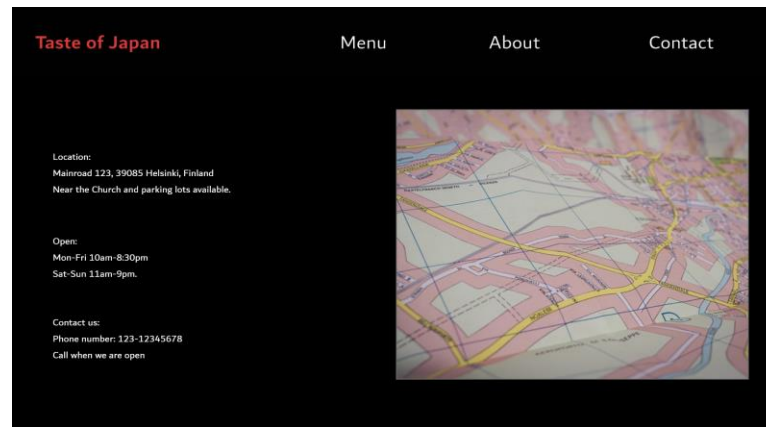 Taste of Japan
Menu
About
Contact
Location:
Mainroad 123, 39085 Helsinki, Finland
Near the Church and parking lots available.
Open:
Mon-Fri 10am-8:30pm
Sat-Sun 11am-9pm.
Contact us:
Phone number: 123-12345678
Call when we are open